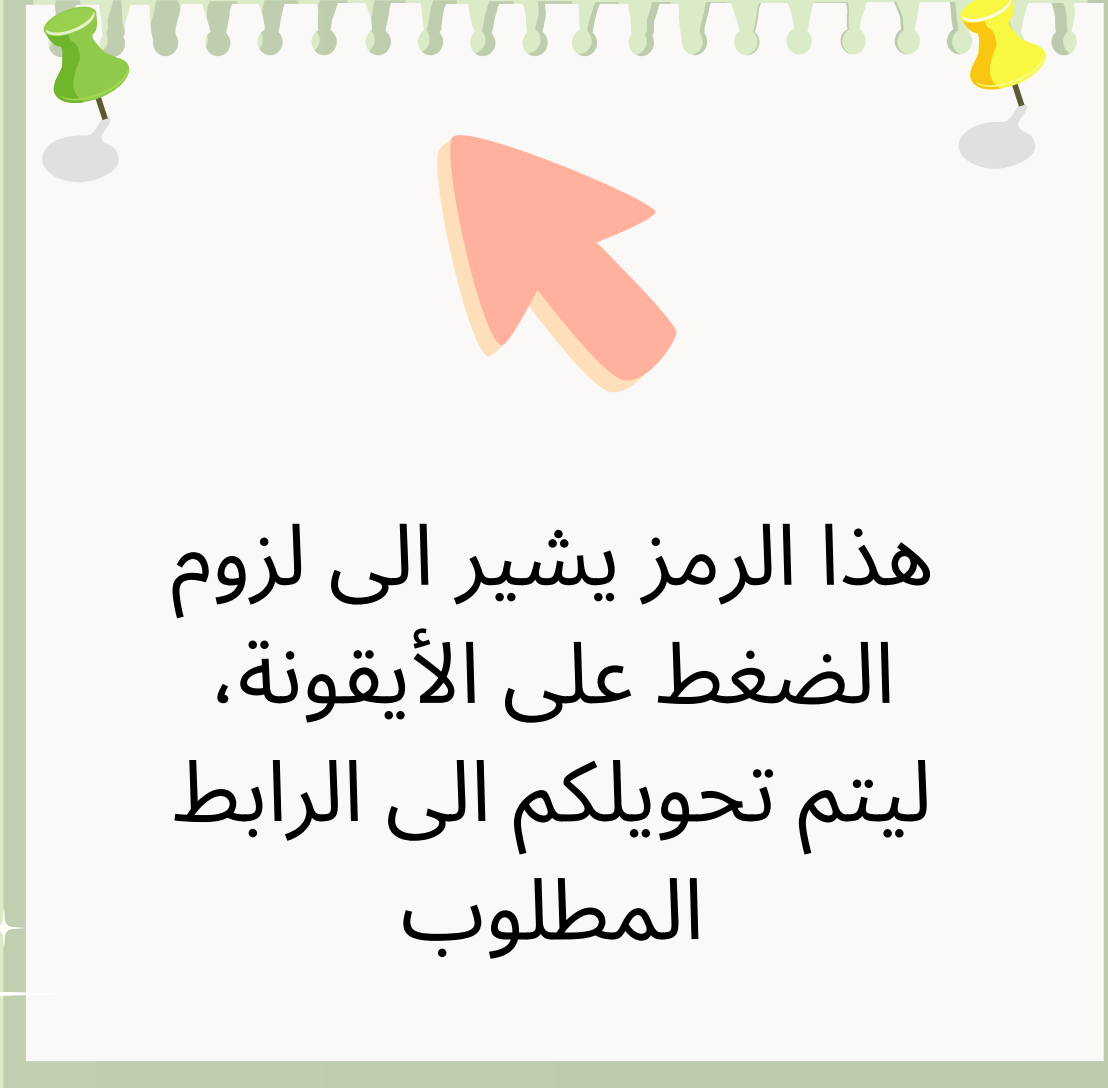 هذا الرمز يشير الى لزوم
الضغط على الأيقونة،
ليتم تحويلكم الى الرابط
المطلوب